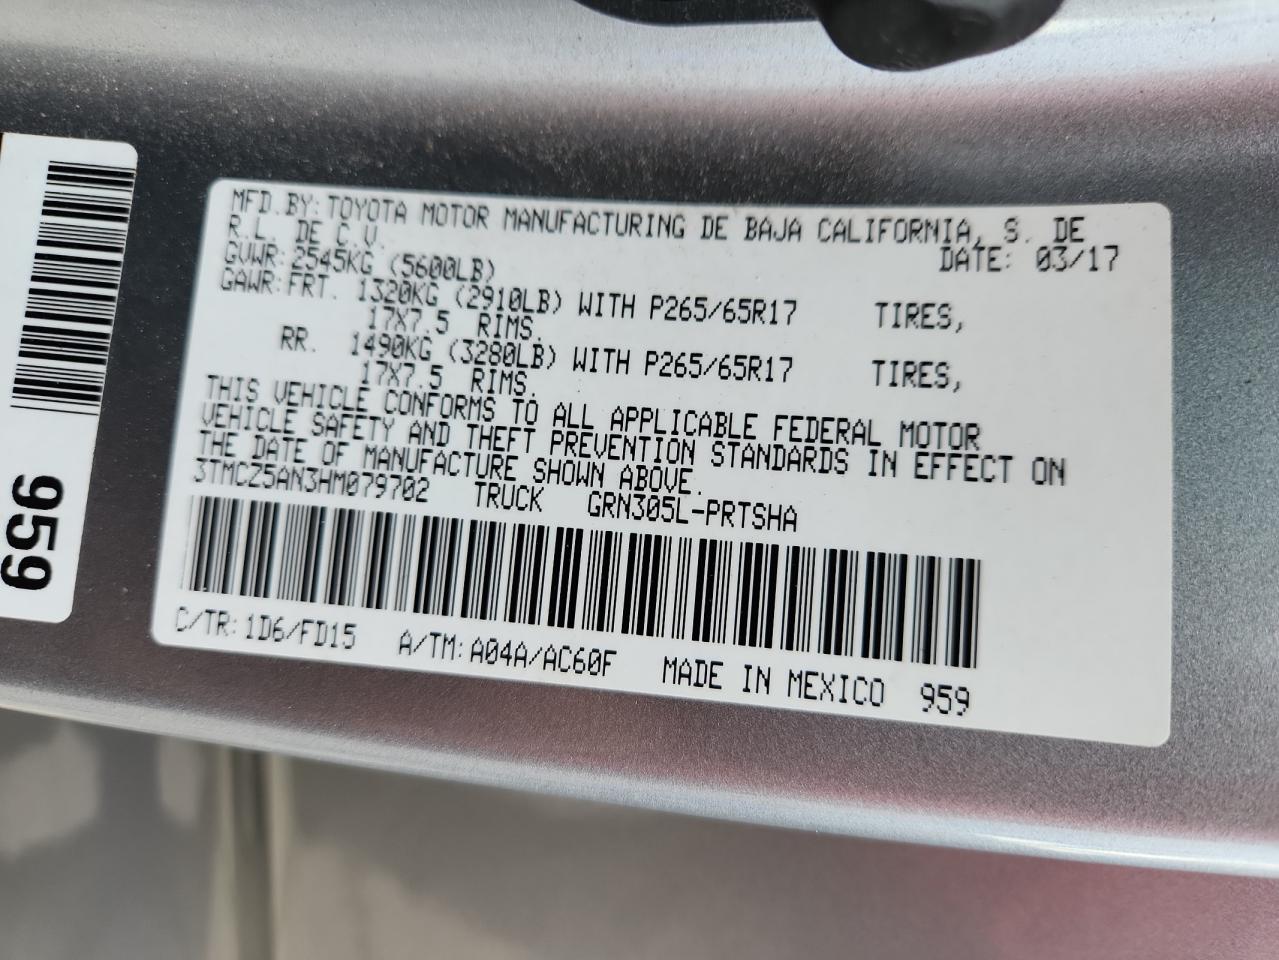 MFD.BY:TOYOTA MOTOR MANUFACTURING DE BAJA CALIFORNIA, S. DE
R.L. DE C.V.
DATE: 03/17
GVWR:2545KG (5600LB)
GAWR:FRT. 1320KG (2910LB) WITH P265/65R17 TIRES,
17X7.5 RIMS.
RR. 1490KG (3280LB) WITH P265/65R17 TIRES,
17X7.5 RIMS.
THIS VEHICLE CONFORMS TO ALL APPLICABLE FEDERAL MOTOR
VEHICLE SAFETY AND THEFT PREVENTION STANDARDS IN EFFECT ON
THE DATE OF MANUFACTURE SHOWN ABOVE.
3TMCZ5AN3HM079702 TRUCK GRN305L-PRTSHA
C/TR:1D6/FD15 A/TM:A04A/AC60F MADE IN MEXICO 959
959